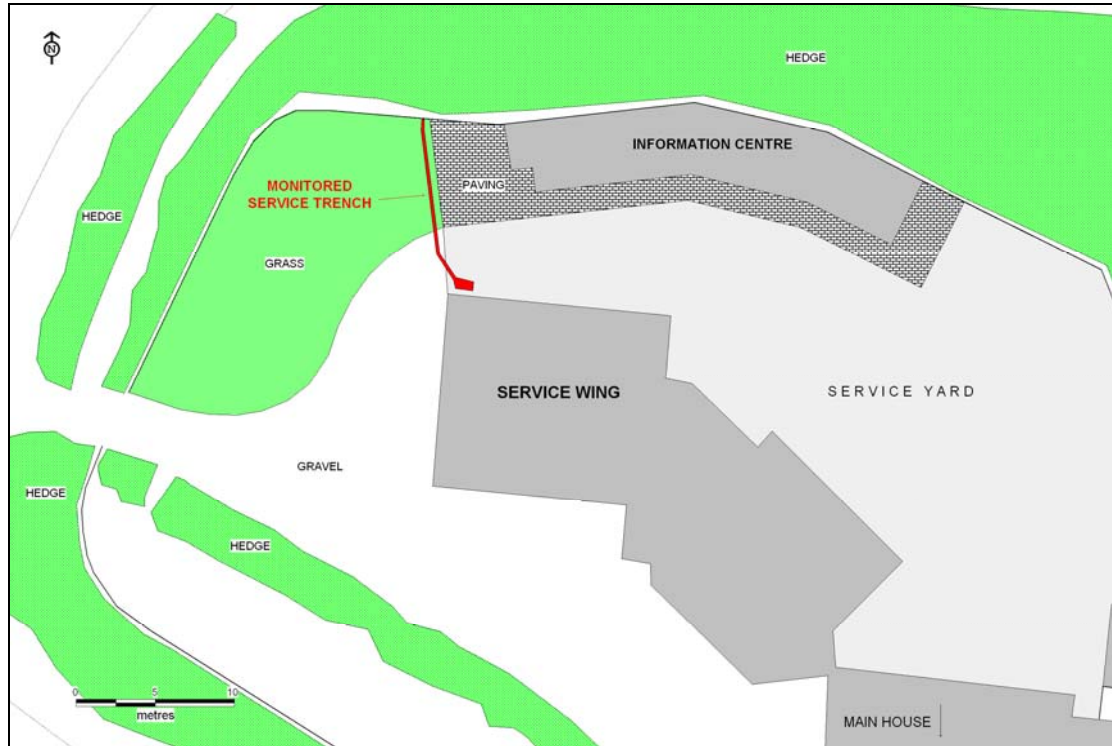 N
HEDGE
INFORMATION CENTRE
MONITORED
SERVICE TRENCH
PAVING
HEDGE
GRASS
SERVICE WING
SERVICE YARD
GRAVEL
HEDGE
HEDGE
0 5 10
metres
MAIN HOUSE